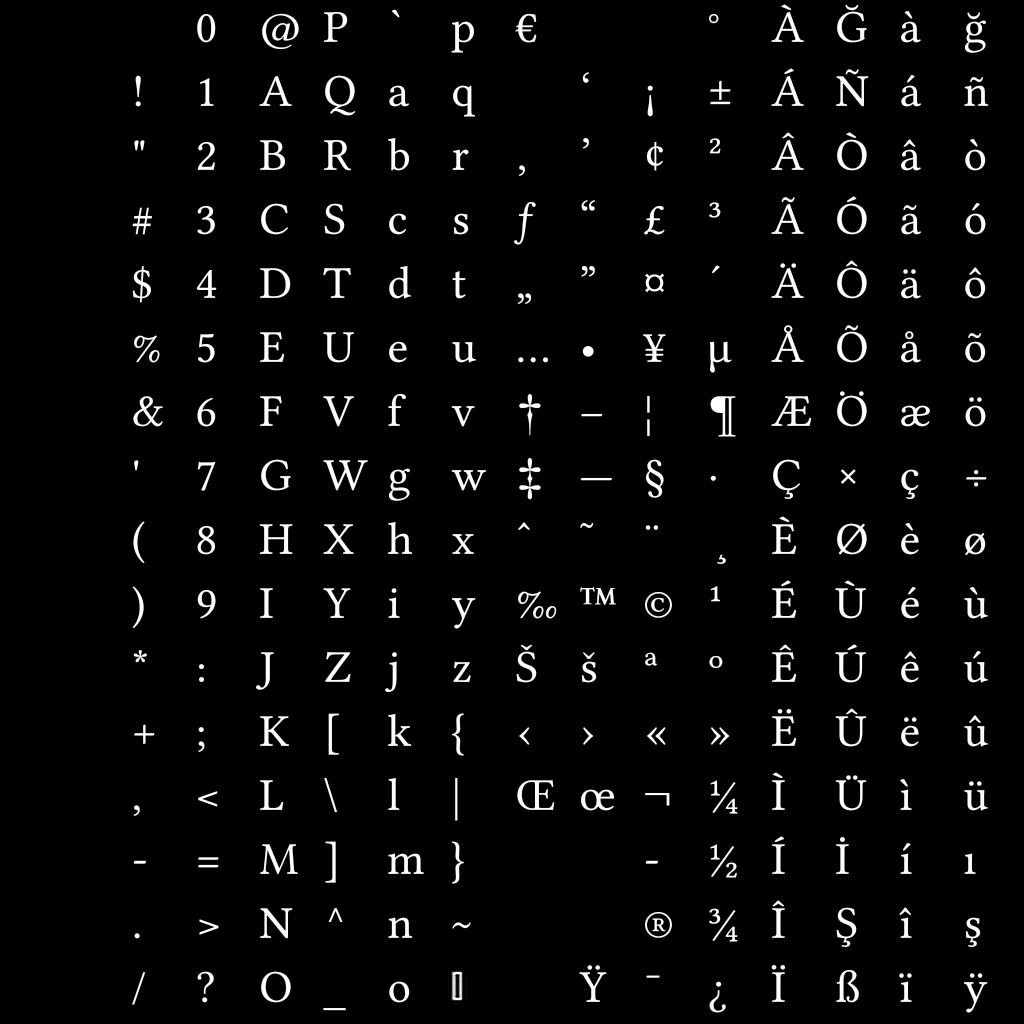 0 @ P ` p € ° À Ğ à ğ
! 1 A Q a q ‘ ¡ ± Á Ñ á ñ
" 2 B R b r ‚ ’ ¢ ² Â Ò â ò
# 3 C S c s ƒ “ £ ³ Ã Ó ã ó
$ 4 D T d t „ ” ¤ ´ Ä Ô ä ô
% 5 E U e u … • ¥ µ Å Õ å õ
& 6 F V f v † – ¦ ¶ Æ Ö æ ö
' 7 G W g w ‡ — § · Ç × ç ÷
( 8 H X h x ˆ ˜ ¨ ¸ È Ø è ø
) 9 I Y i y ‰ ™ © ¹ É Ù é ù
* : J Z j z Š š ª º Ê Ú ê ú
+ ; K [ k { ‹ › « » Ë Û ë û
, < L \ l | Œ œ ¬ ¼ Ì Ü ì ü
- = M ] m } - ½ Í İ í ı
. > N ^ n ~ ® ¾ Î Ş î ş
/ ? O _ o ▯ Ÿ ¯ ¿ Ï ß ï ÿ